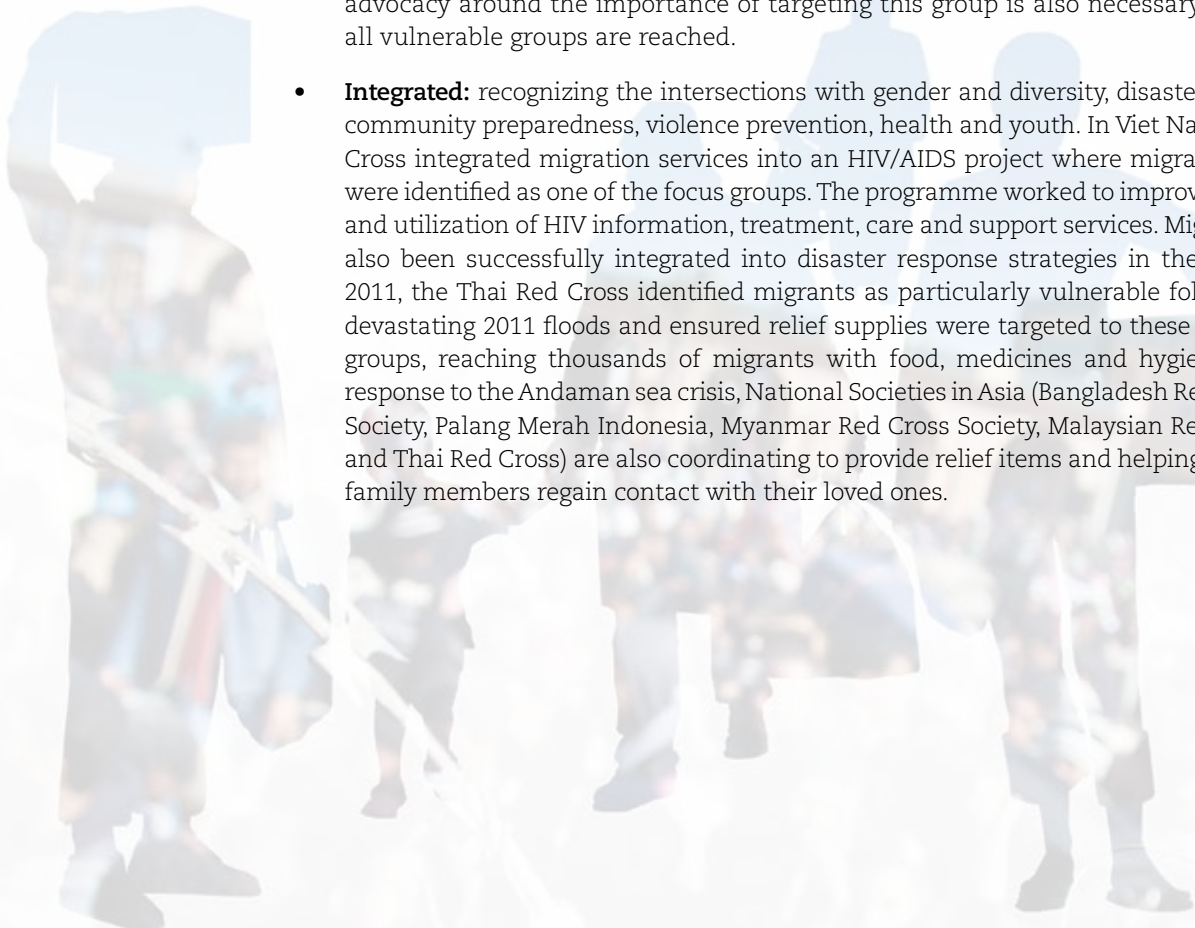 advocacy around the importance of targeting this group is also necessary
all vulnerable groups are reached.
• Integrated: recognizing the intersections with gender and diversity, disaste
community preparedness, violence prevention, health and youth. In Viet Na
Cross integrated migration services into an HIV/AIDS project where migra
were identified as one of the focus groups. The programme worked to improv
and utilization of HIV information, treatment, care and support services. Mig
also been successfully integrated into disaster response strategies in the
2011, the Thai Red Cross identified migrants as particularly vulnerable fol
devastating 2011 floods and ensured relief supplies were targeted to these
groups, reaching thousands of migrants with food, medicines and hygie
response to the Andaman sea crisis, National Societies in Asia (Bangladesh Re
Society, Palang Merah Indonesia, Myanmar Red Cross Society, Malaysian Re
and Thai Red Cross) are also coordinating to provide relief items and helping
family members regain contact with their loved ones.